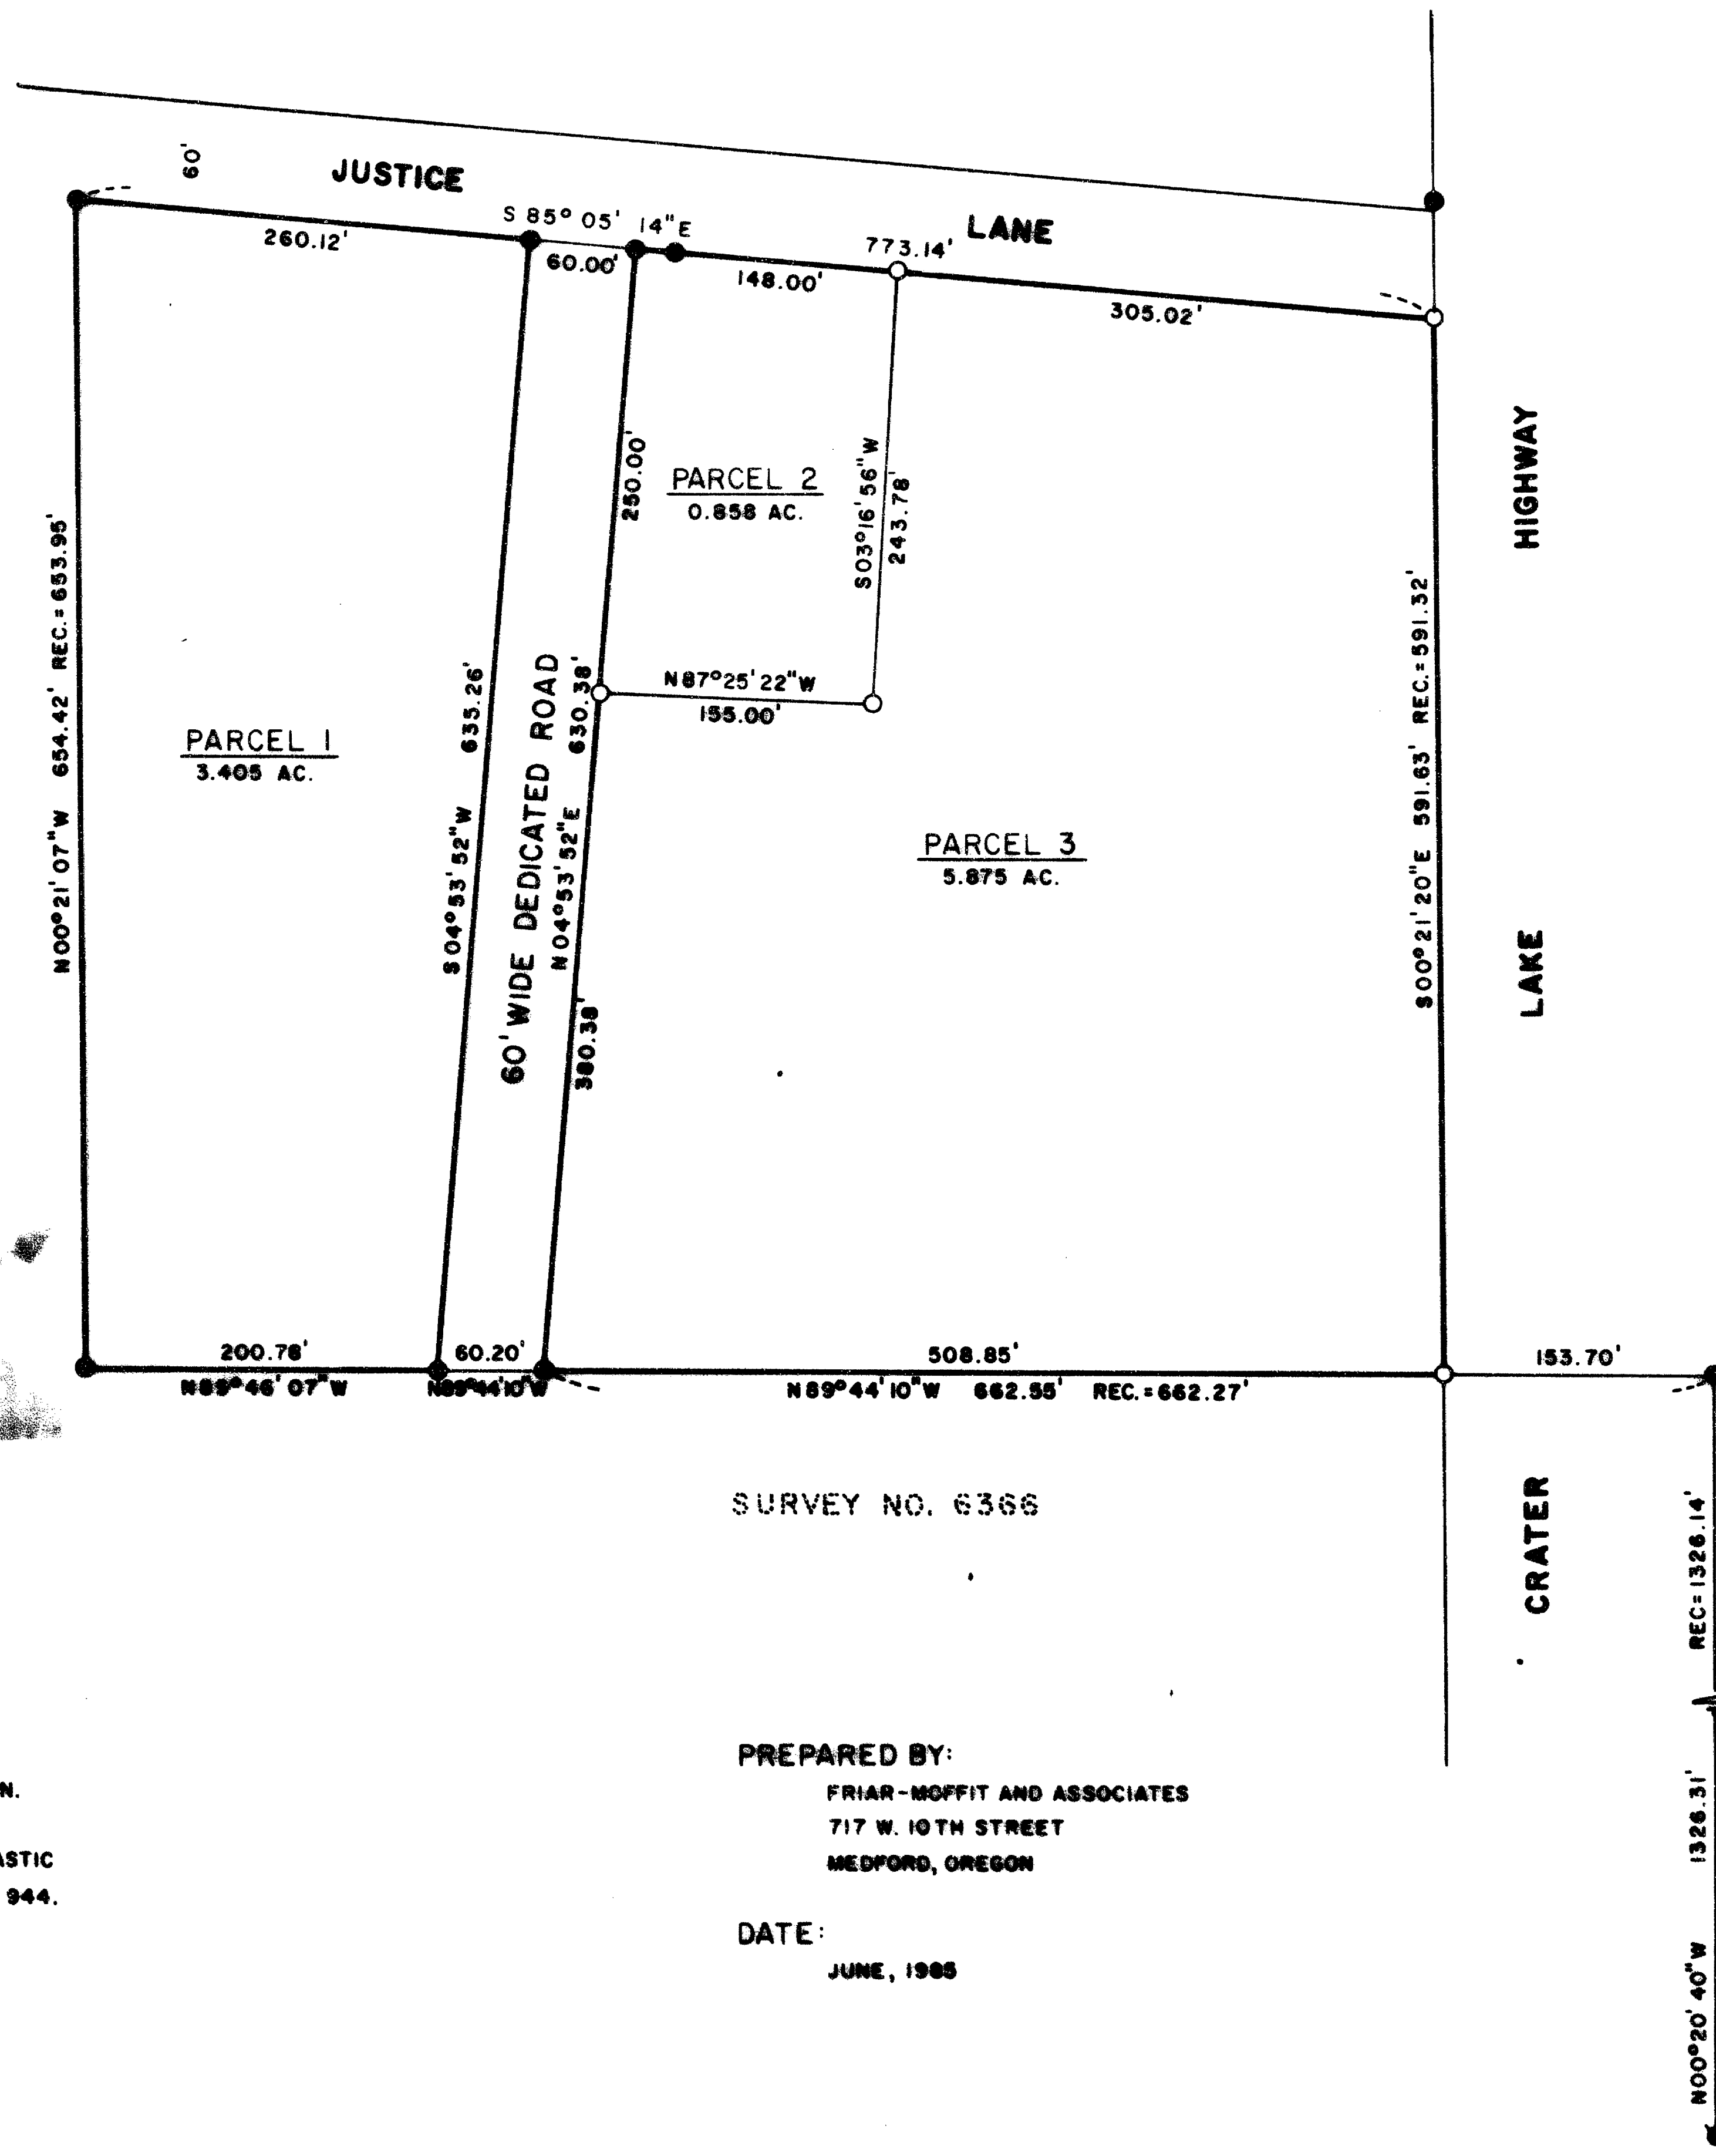 60'
JUSTICE
LANE
S 85° 05' 14"E
773.14'
260.12'
60.00'
148.00'
305.02'
HIGHWAY
LAKE
CRATER
250.00'
PARCEL 2
0.858 AC.
S03°16'56"W
243.78'
N87°25'22"W
155.00'
N00°21'07"W 654.42' REC.=653.95'
PARCEL 1
3.405 AC.
S04°53'52"W 635.26'
60' WIDE DEDICATED ROAD
N04°53'52"E 630.38'
380.38'
PARCEL 3
5.875 AC.
S00°21'20"E 591.63' REC.=591.32'
200.78'
60.20'
508.85'
153.70'
N89°46'07"W
N89°44'10"W
N89°44'10"W 662.55' REC.=662.27'
SURVEY NO. 6366
N00°20'40"W 1326.31' REC=1326.14'
PREPARED BY:
FRIAR-MOFFIT AND ASSOCIATES
717 W. 10TH STREET
MEDFORD, OREGON
DATE:
JUNE, 1985
N.
ASTIC
944.